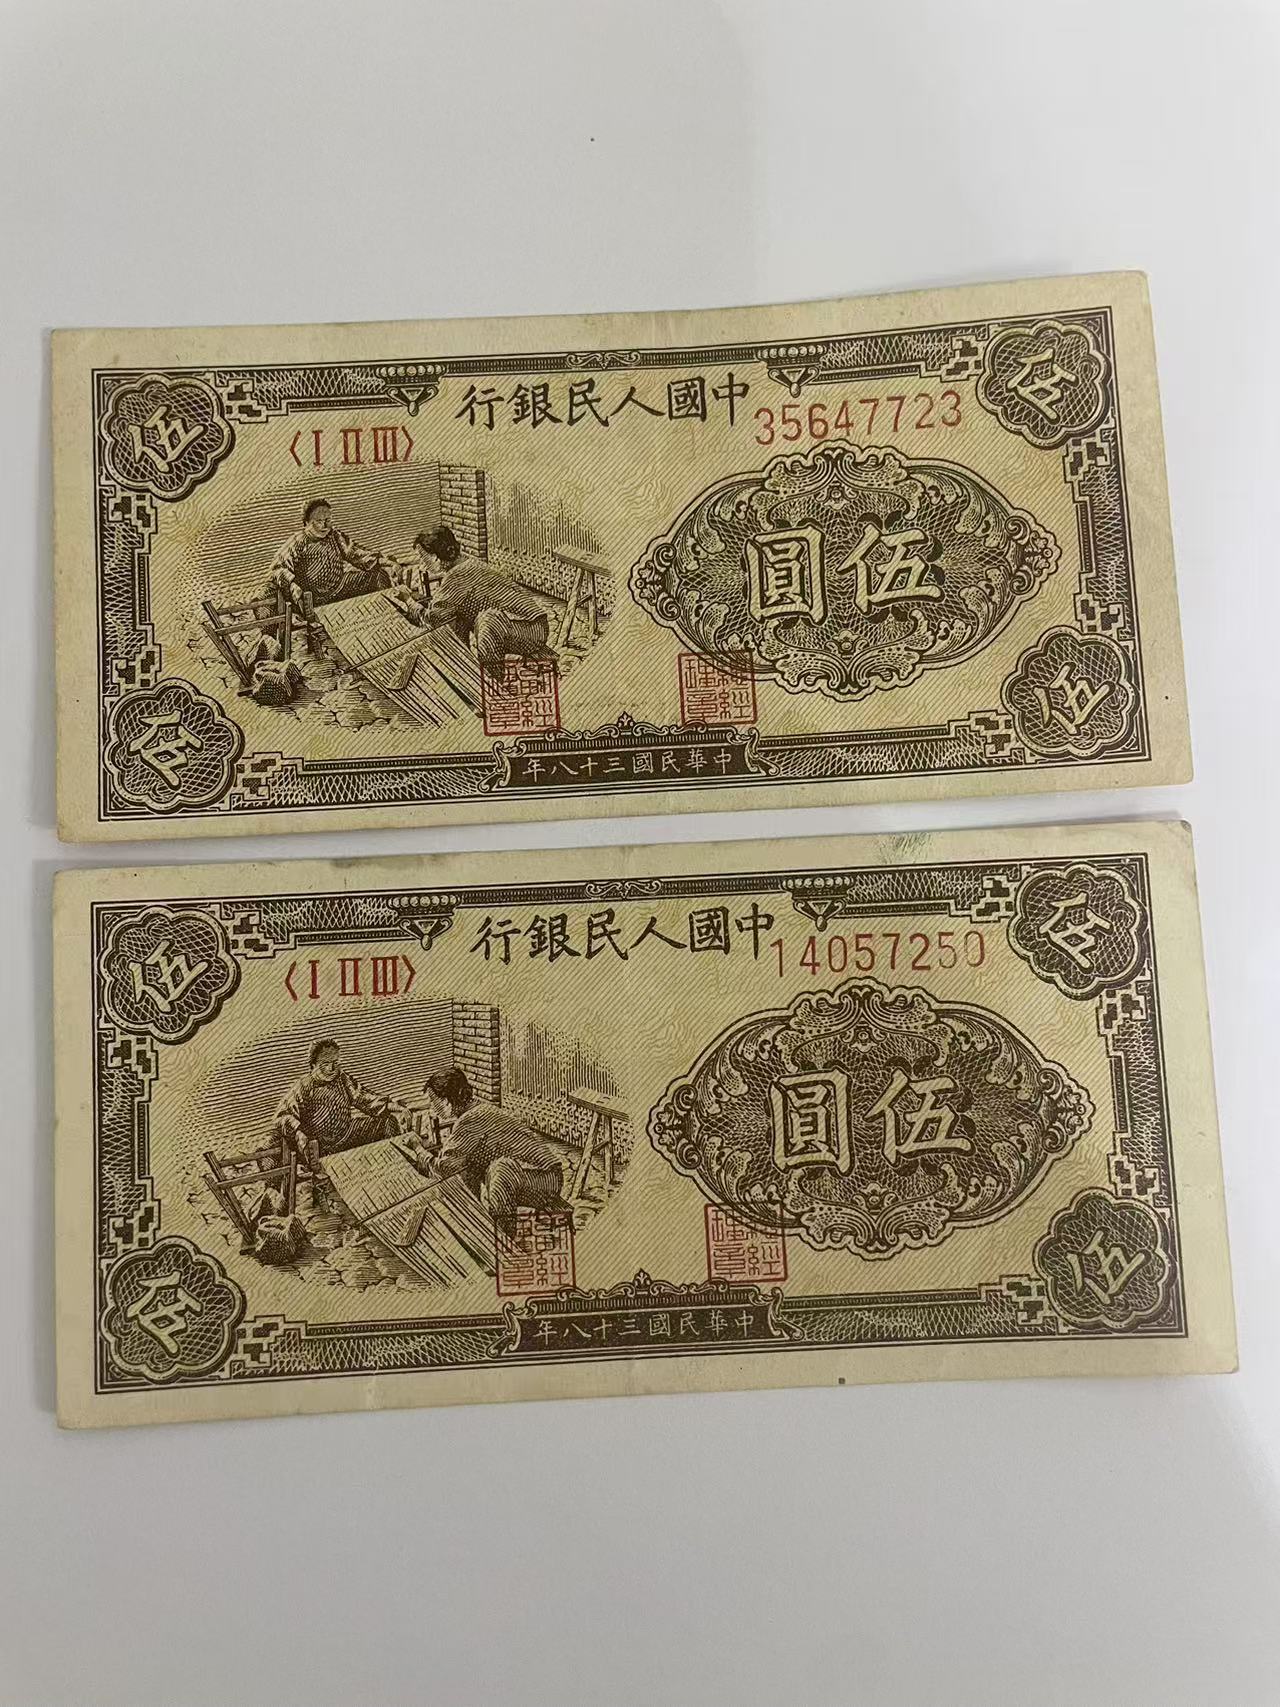 中國人民銀行
〈I II III〉
35647723
伍
伍
伍圓
伍
伍
中華民國三十八年
中國人民銀行
〈I II III〉
14057250
伍
伍
伍圓
伍
伍
中華民國三十八年